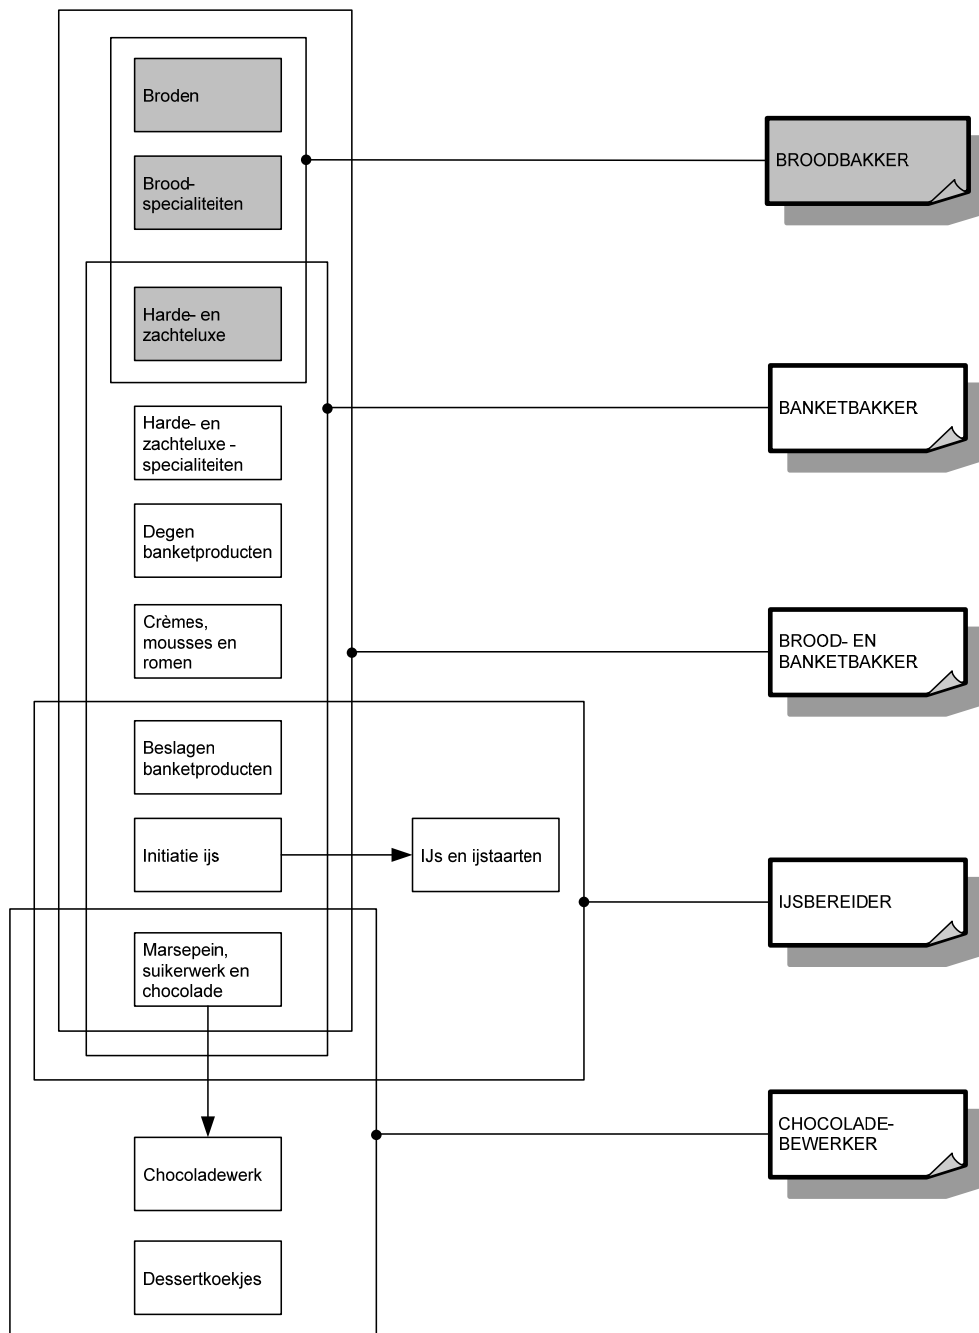 Broden
Brood-
specialiteiten
Harde- en
zachteluxe
Harde- en
zachteluxe -
specialiteiten
Degen
banketproducten
Crèmes,
mousses en
romen
Beslagen
banketproducten
Initiatie ijs
IJs en ijstaarten
Marsepein,
suikerwerk en
chocolade
Chocoladewerk
Dessertkoekjes
BROODBAKKER
BANKETBAKKER
BROOD- EN
BANKETBAKKER
IJSBEREIDER
CHOCOLADE-
BEWERKER